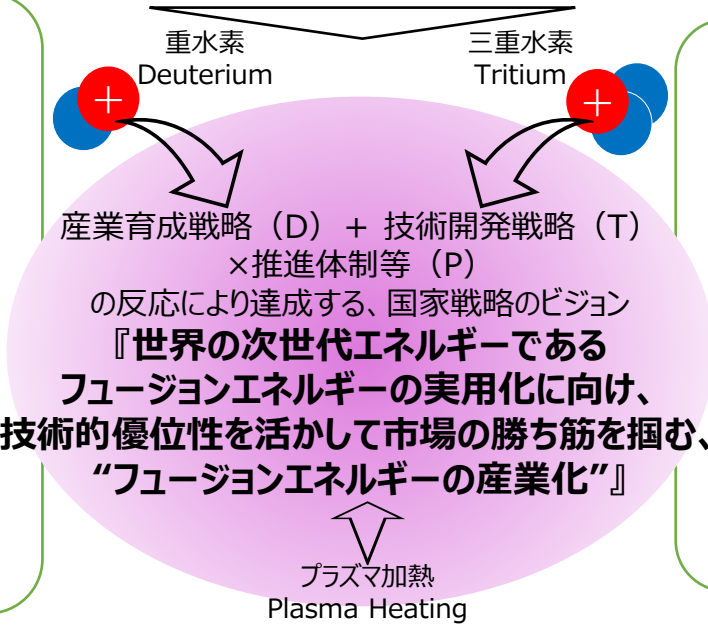 重水素
Deuterium
三重水素
Tritium
+
+
産業育成戦略（D）+ 技術開発戦略（T）
×推進体制等（P）
の反応により達成する、国家戦略のビジョン
『世界の次世代エネルギーである
フュージョンエネルギーの実用化に向け、
技術的優位性を活かして市場の勝ち筋を掴む、
“フュージョンエネルギーの産業化”』
プラズマ加熱
Plasma Heating